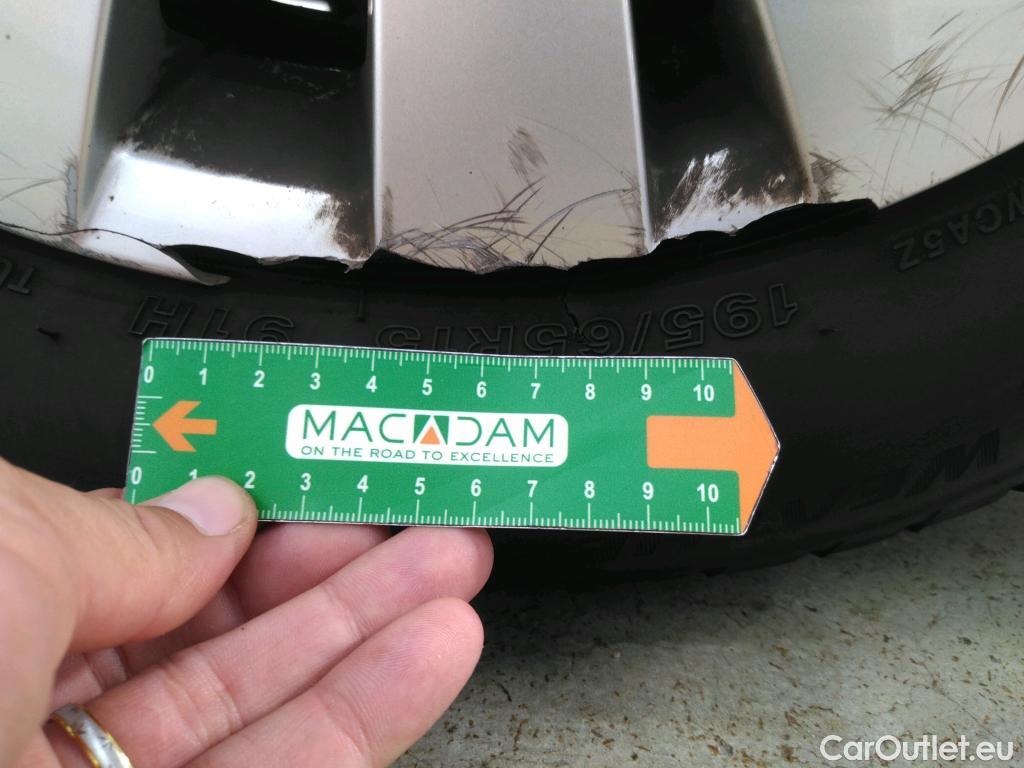 WCA5Z
195/65R15 91H
0 1 2 3 4 5 6 7 8 9 10
MACADAM
ON THE ROAD TO EXCELLENCE
0 1 2 3 4 5 6 7 8 9 10
CarOutlet.eu